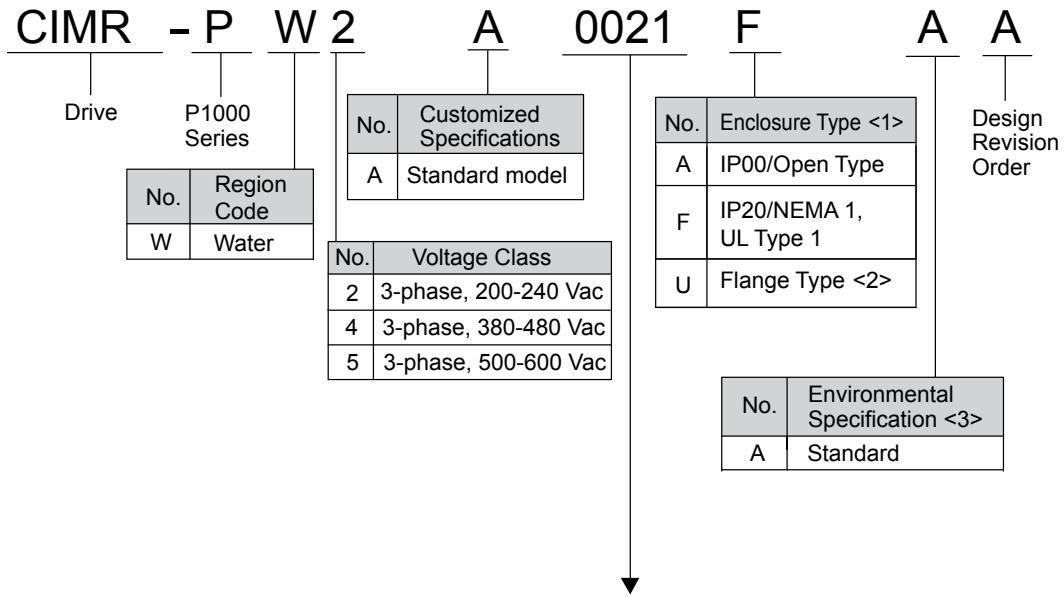 CIMR - P W 2 A 0021 F A A
Drive
P1000
Series
No. Region
Code
W Water
No. Customized
Specifications
A Standard model
No. Voltage Class
2 3-phase, 200-240 Vac
4 3-phase, 380-480 Vac
5 3-phase, 500-600 Vac
No. Enclosure Type <1>
A IP00/Open Type
F IP20/NEMA 1,
UL Type 1
U Flange Type <2>
No. Environmental
Specification <3>
A Standard
Design
Revision
Order